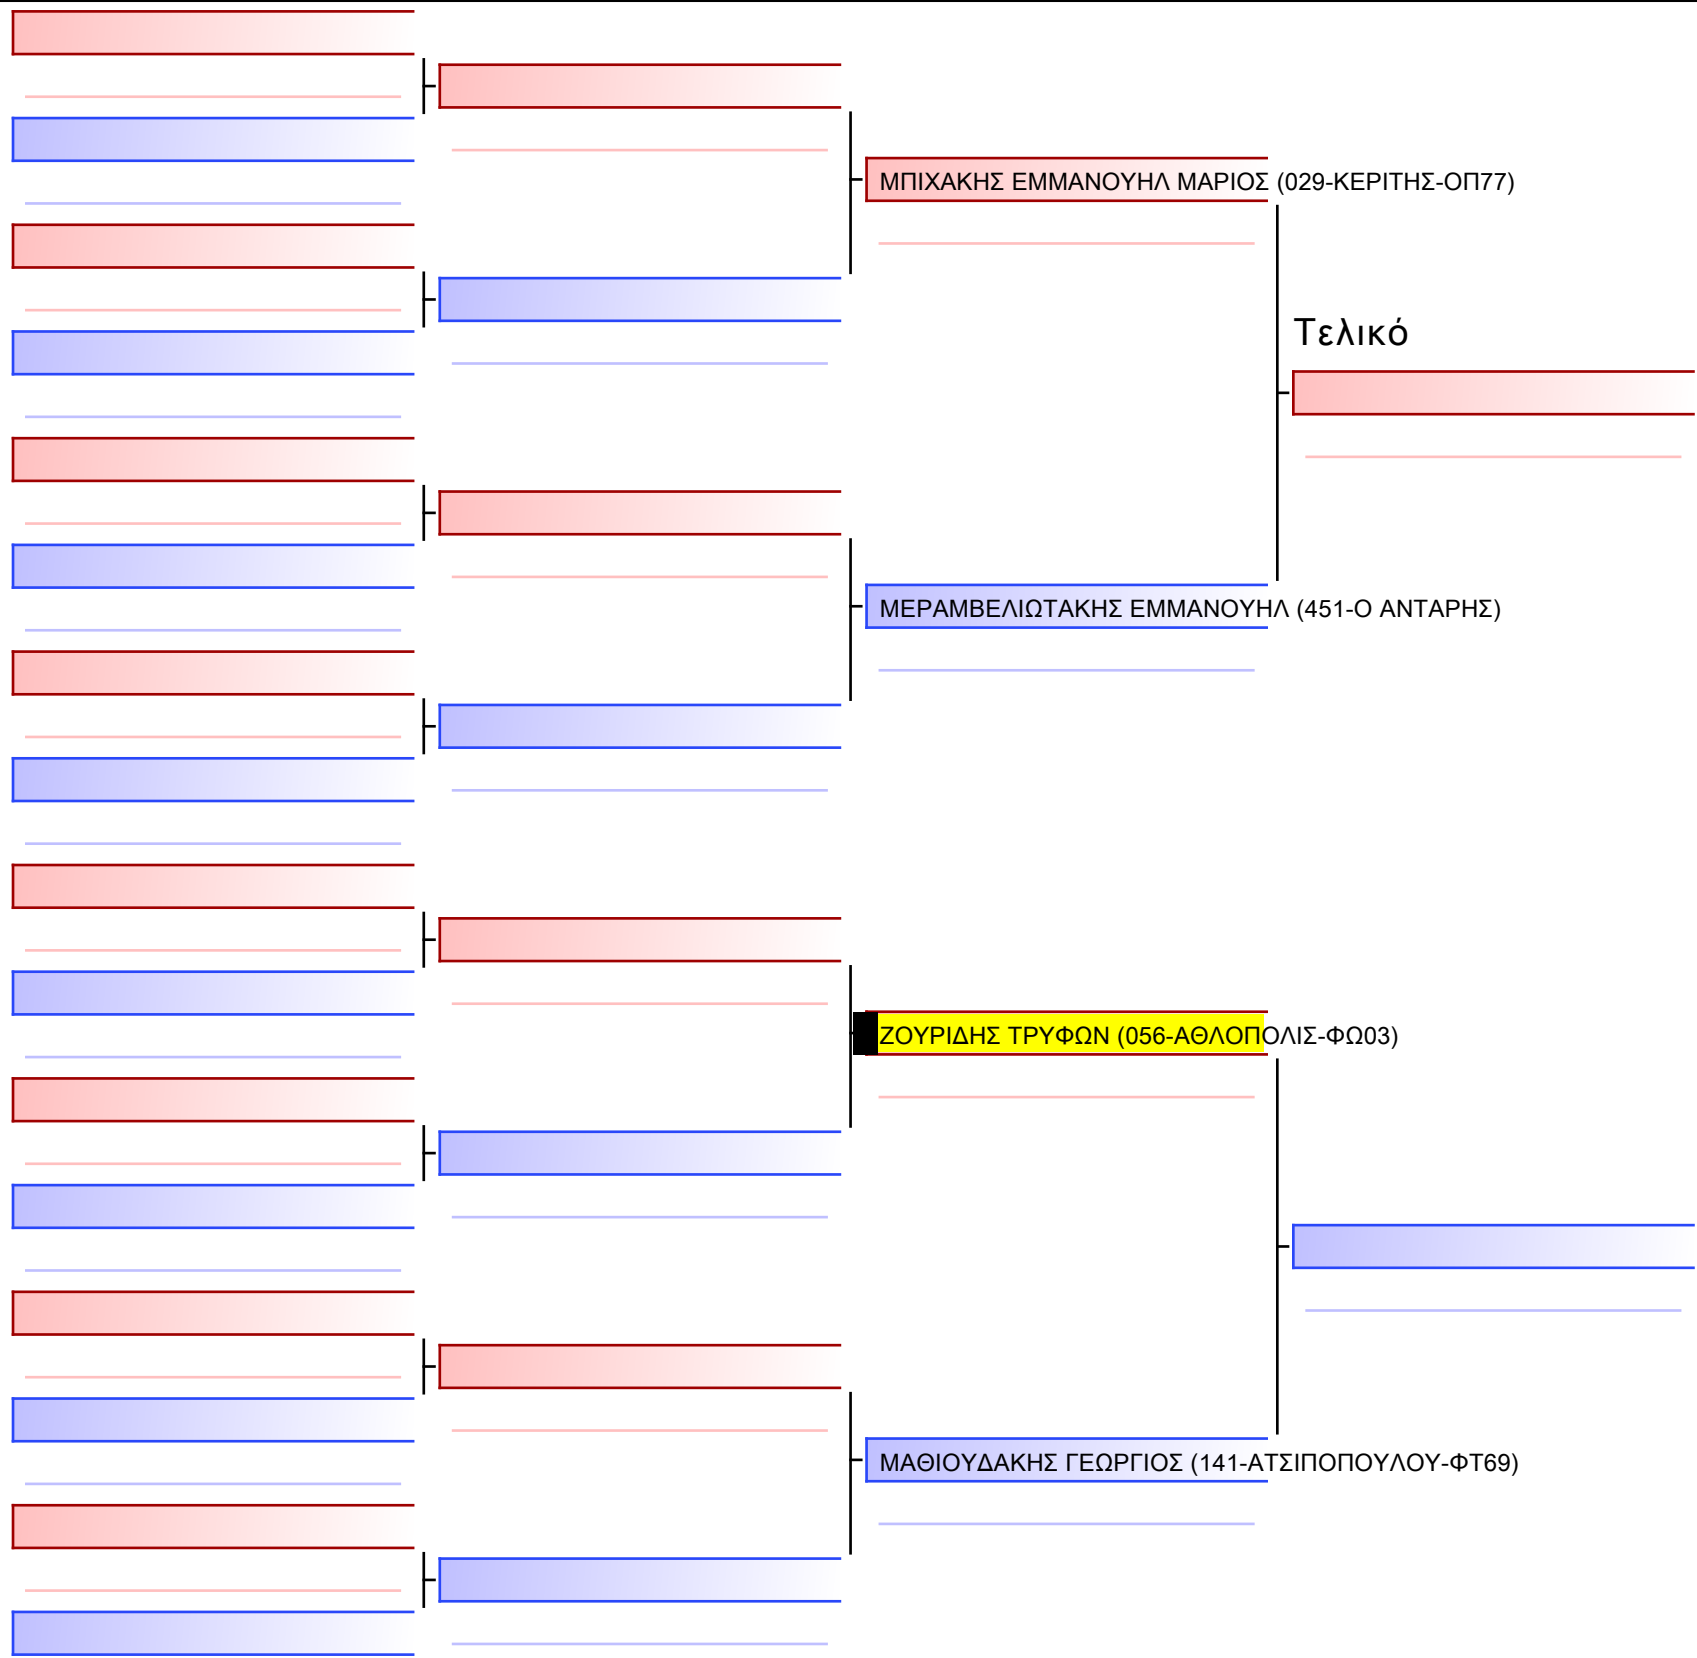 ΜΠΙΧΑΚΗΣ ΕΜΜΑΝΟΥΗΛ ΜΑΡΙΟΣ (029-ΚΕΡΙΤΗΣ-ΟΠ77)
Τελικό
ΜΕΡΑΜΒΕΛΙΩΤΑΚΗΣ ΕΜΜΑΝΟΥΗΛ (451-Ο ΑΝΤΑΡΗΣ)
ΖΟΥΡΙΔΗΣ ΤΡΥΦΩΝ (056-ΑΘΛΟΠΟΛΙΣ-ΦΩ03)
ΜΑΘΙΟΥΔΑΚΗΣ ΓΕΩΡΓΙΟΣ (141-ΑΤΣΙΠΟΠΟΥΛΟΥ-ΦΤ69)